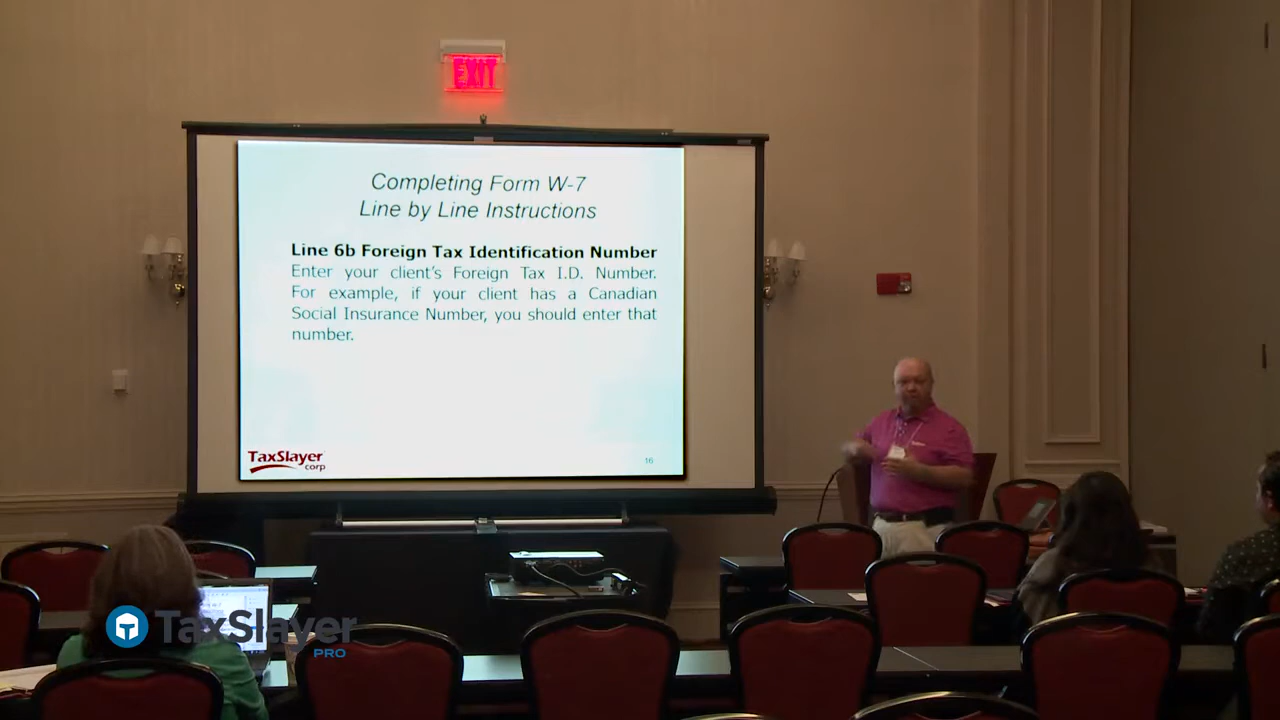 EXIT
Completing Form W-7
Line by Line Instructions
Line 6b Foreign Tax Identification Number
Enter your client's Foreign Tax I.D. Number.
For example, if your client has a Canadian
Social Insurance Number, you should enter that
number.
TaxSlayer
corp
16
TaxSlayer
PRO